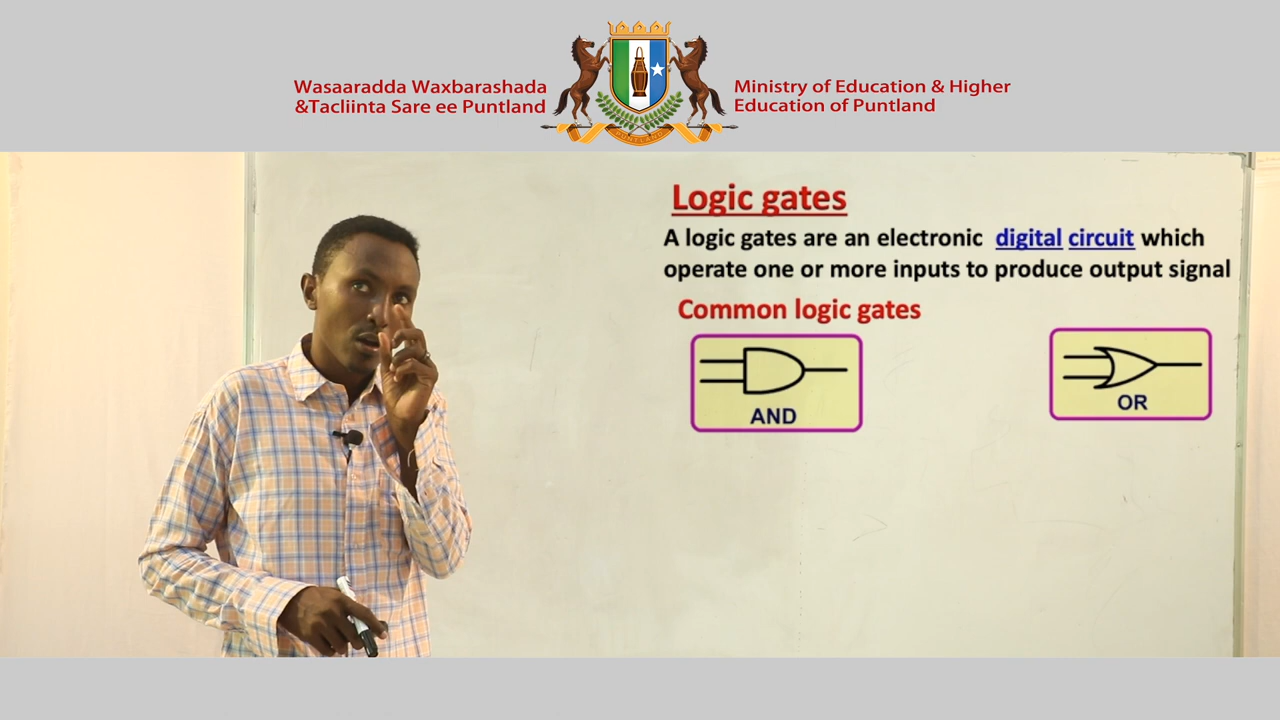 Wasaaradda Waxbarashada
&Tacliinta Sare ee Puntland
PUNTLAND
Ministry of Education & Higher
Education of Puntland
Logic gates
A logic gates are an electronic digital circuit which
operate one or more inputs to produce output signal
Common logic gates
AND
OR